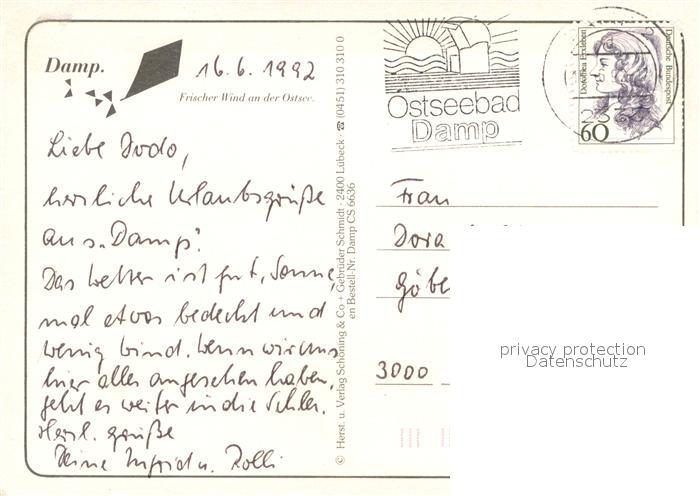 Damp.
16.6.1992
Frischer Wind an der Ostsee.
Liebe Dodo,
herzliche Urlaubsgrüße
aus „Damp“.
Das Wetter ist gut, Sonne,
mal etwas bedeckt und
wenig Wind. Wenn wir uns
hier alles angesehen haben,
geht es weiter in die Schlei.
Herzl. Grüße
Deine Ingrid u. Rolli
© Herst. u. Verlag Schöning & Co + Gebrüder Schmidt · 2400 Lübeck · ☎ (0451) 310 310 0
en Bestell-Nr. Damp CS 6636
Ostseebad
Damp
Dorothea Erxleben
Deutsche Bundespost
60
Frau
Dora
Göbe
3000
privacy protection
Datenschutz